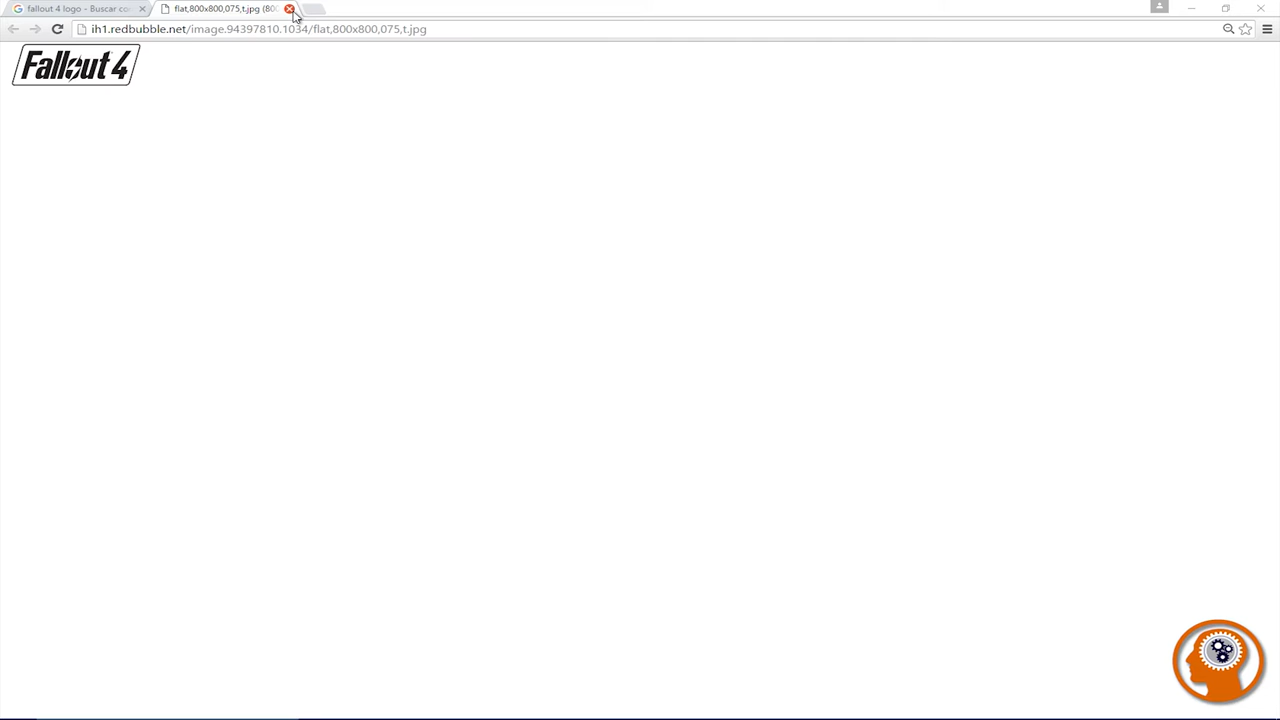 fallout 4 logo - Buscar co
flat,800x800,075,t.jpg (800
ih1.redbubble.net/image.94397810.1034/flat,800x800,075,t.jpg
Fallout 4